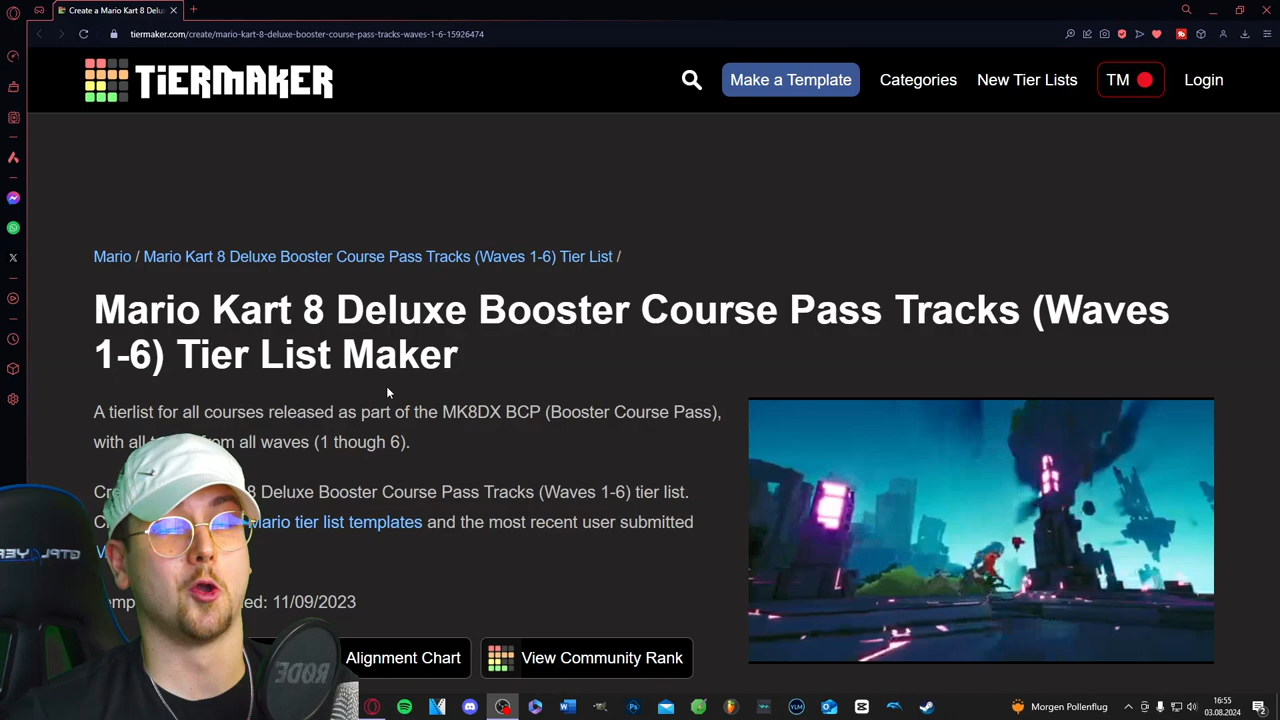 Create a Mario Kart 8 Delu
tiermaker.com/create/mario-kart-8-deluxe-booster-course-pass-tracks-waves-1-6-15926474
TiERMAKER
Make a Template
Categories
New Tier Lists
TM
Login
Mario / Mario Kart 8 Deluxe Booster Course Pass Tracks (Waves 1-6) Tier List /
Mario Kart 8 Deluxe Booster Course Pass Tracks (Waves
1-6) Tier List Maker
A tierlist for all courses released as part of the MK8DX BCP (Booster Course Pass),
with all from all waves (1 though 6).
8 Deluxe Booster Course Pass Tracks (Waves 1-6) tier list.
Mario tier list templates and the most recent user submitted
11/09/2023
Alignment Chart
View Community Rank
GTPLAYER
RØDE
Morgen Pollenflug
16:55
03.08.2024